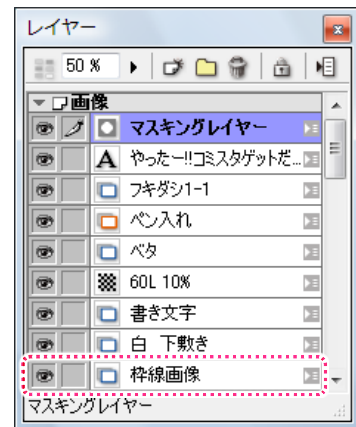 レイヤー
50 %
画像
マスキングレイヤー
A やったー!!コミスタゲットだ...
フキダシ1-1
ペン入れ
ベタ
60L 10%
書き文字
白 下敷き
枠線画像
マスキングレイヤー